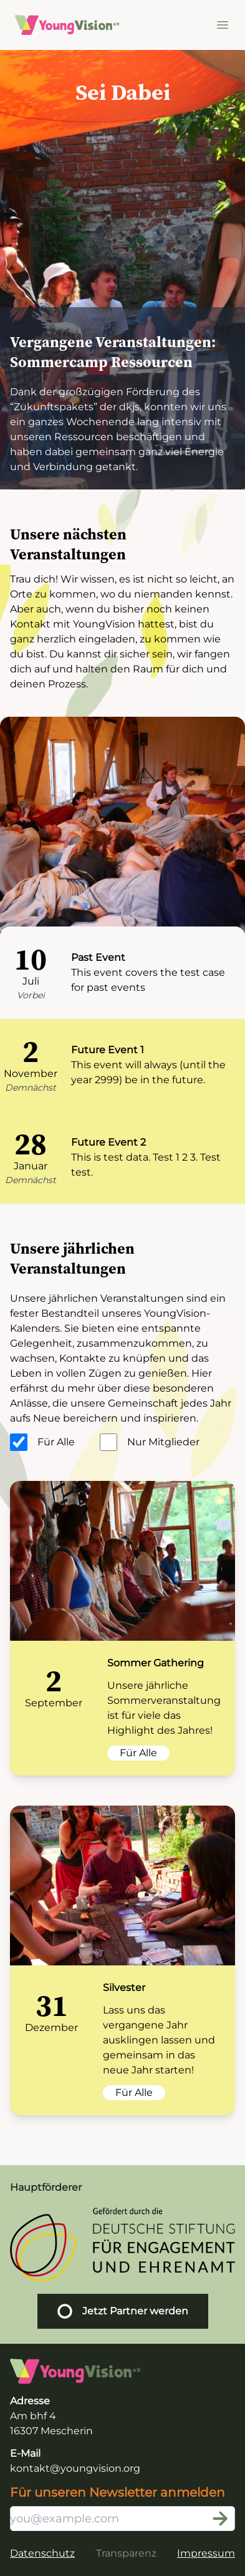 YoungVision e.V.
Sei Dabei
Vergangene Veranstaltungen:
Sommercamp Ressourcen
Dank der großzügigen Förderung des
"Zukunftspakets" der dkjs, konnten wir uns
ein ganzes Wochenende lang intensiv mit
unseren Ressourcen beschäftigen und
haben dabei gemeinsam ganz viel Energie
und Verbindung getankt.
Unsere nächsten
Veranstaltungen
Trau dich! Wir wissen, es ist nicht so leicht, an
Orte zu kommen, wo du niemanden kennst.
Aber auch, wenn du bisher noch keinen
Kontakt mit YoungVision hattest, bist du
ganz herzlich eingeladen, zu kommen wie
du bist. Du kannst dir sicher sein, wir fangen
dich auf und halten den Raum für dich und
deinen Prozess.
10
Juli
Vorbei
Past Event
This event covers the test case
for past events
2
November
Demnächst
Future Event 1
This event will always (until the
year 2999) be in the future.
28
Januar
Demnächst
Future Event 2
This is test data. Test 1 2 3. Test
test.
Unsere jährlichen
Veranstaltungen
Unsere jährlichen Veranstaltungen sind ein
fester Bestandteil unseres YoungVision-
Kalenders. Sie bieten eine entspannte
Gelegenheit, zusammenzukommen, zu
wachsen, Kontakte zu knüpfen und das
Leben in vollen Zügen zu genießen. Hier
erfährst du mehr über diese besonderen
Anlässe, die unsere Gemeinschaft jedes Jahr
aufs Neue bereichern und inspirieren.
Für Alle Nur Mitglieder
2
September
Sommer Gathering
Unsere jährliche
Sommerveranstaltung
ist für viele das
Highlight des Jahres!
Für Alle
31
Dezember
Silvester
Lass uns das
vergangene Jahr
ausklingen lassen und
gemeinsam in das
neue Jahr starten!
Für Alle
Hauptförderer
Gefördert durch die
DEUTSCHE STIFTUNG
FÜR ENGAGEMENT
UND EHRENAMT
Jetzt Partner werden
YoungVision e.V.
Adresse
Am bhf 4
16307 Mescherin
E-Mail
kontakt@youngvision.org
Für unseren Newsletter anmelden
you@example.com
Datenschutz Transparenz Impressum